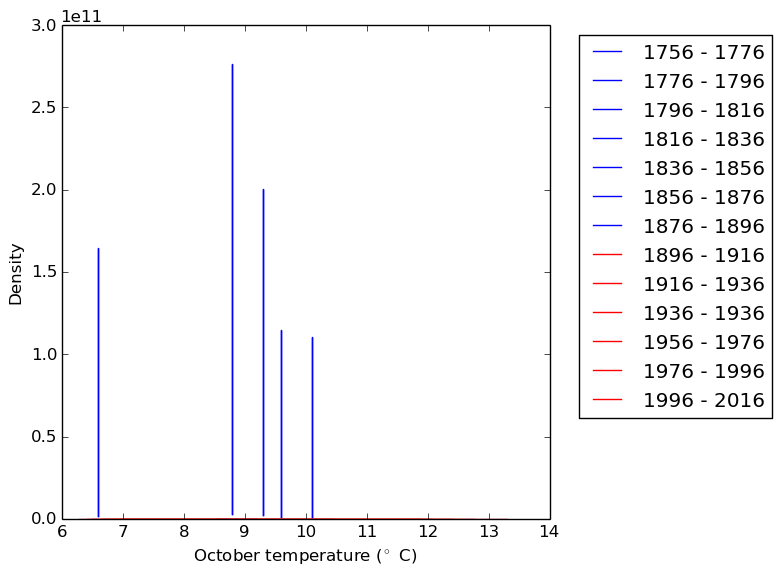 1e11
3.0
2.5
2.0
1.5
1.0
0.5
0.0
Density
6 7 8 9 10 11 12 13 14
October temperature (° C)
1756 - 1776
1776 - 1796
1796 - 1816
1816 - 1836
1836 - 1856
1856 - 1876
1876 - 1896
1896 - 1916
1916 - 1936
1936 - 1936
1956 - 1976
1976 - 1996
1996 - 2016